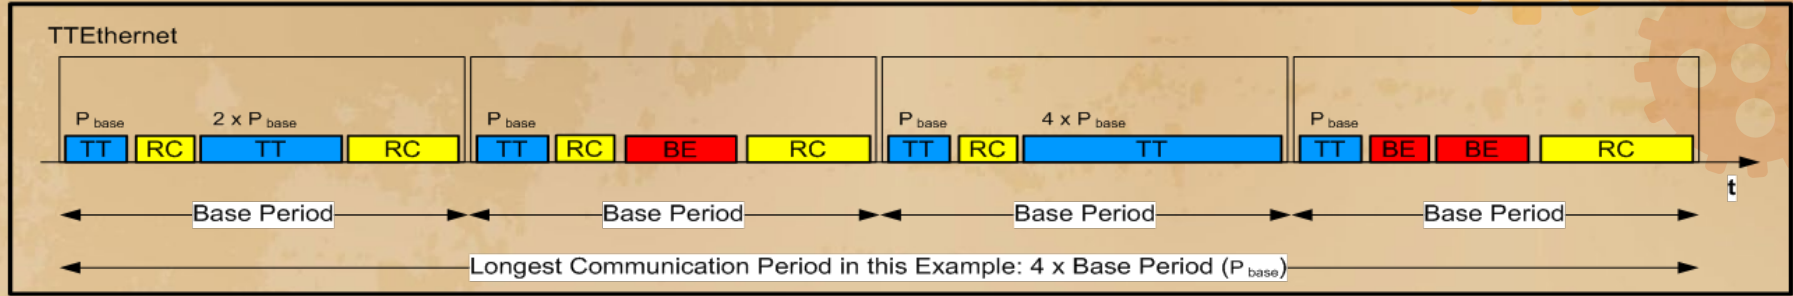 TTEthernet
P base 2 x P base P base P base 4 x P base P base
TT RC TT RC TT RC BE RC TT RC TT TT BE BE RC
t
Base Period Base Period Base Period Base Period
Longest Communication Period in this Example: 4 x Base Period (P base)